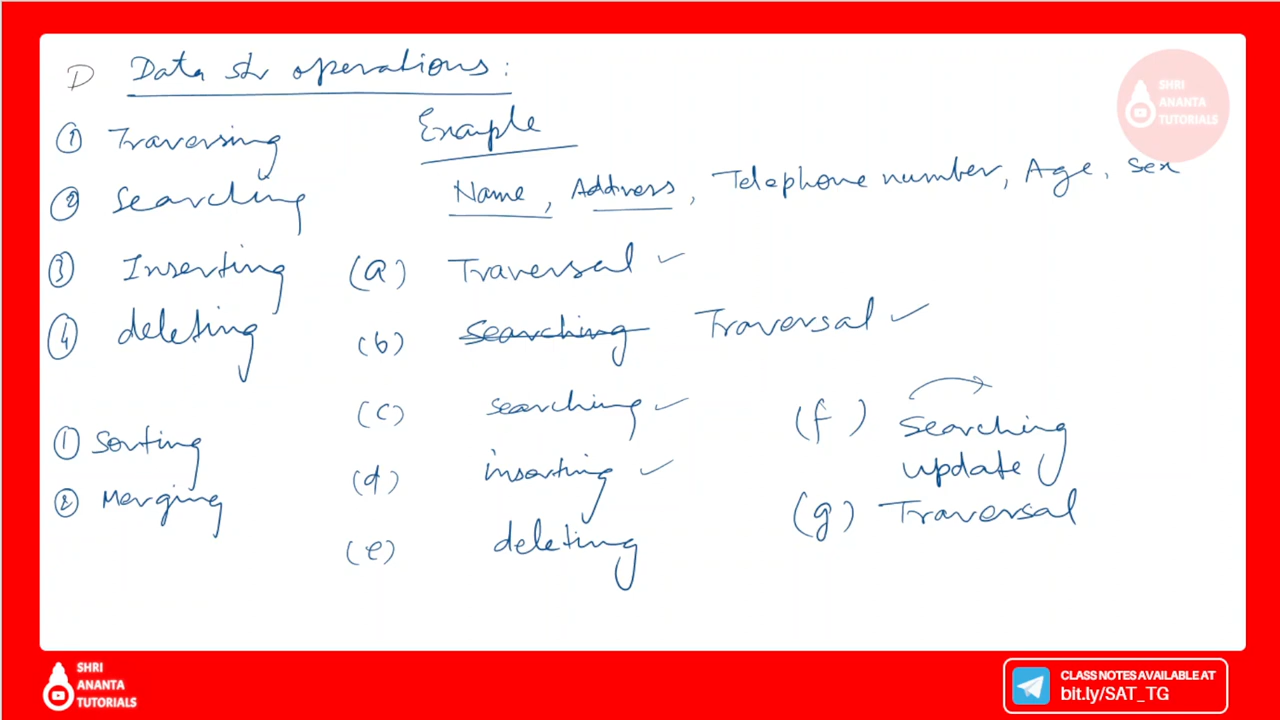 D Data str operations:
① Traversing
② Searching
③ Inserting
④ deleting
① Sorting
② Merging
Example
Name, Address, Telephone number, Age, Sex
(a) Traversal ✓
(b) Searching Traversal ✓
(c) searching ✓
(d) inserting ✓
(e) deleting
(f) Searching
update
(g) Traversal
SHRI
ANANTA
TUTORIALS
SHRI
ANANTA
TUTORIALS
CLASS NOTES AVAILABLE AT
bit.ly/SAT_TG